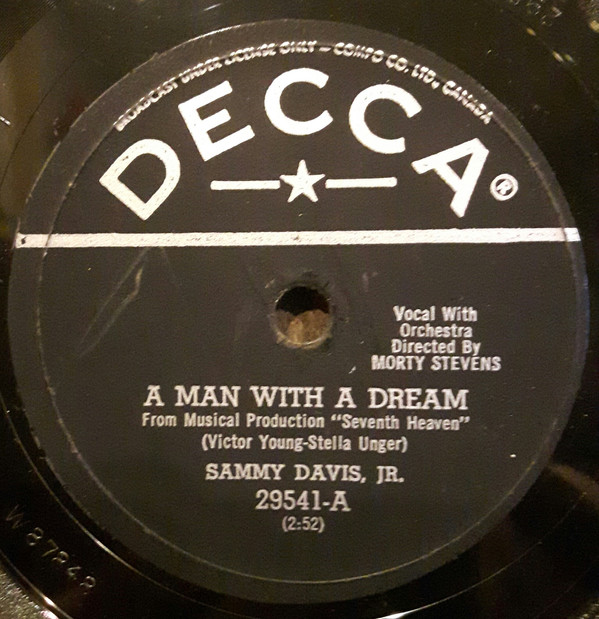 BROADCAST UNDER LICENSE ONLY – COMPO CO. LTD., CANADA
DECCA®
Vocal With
Orchestra
Directed By
MORTY STEVENS
A MAN WITH A DREAM
From Musical Production "Seventh Heaven"
(Victor Young-Stella Unger)
SAMMY DAVIS, JR.
29541-A
(2:52)
W 87848